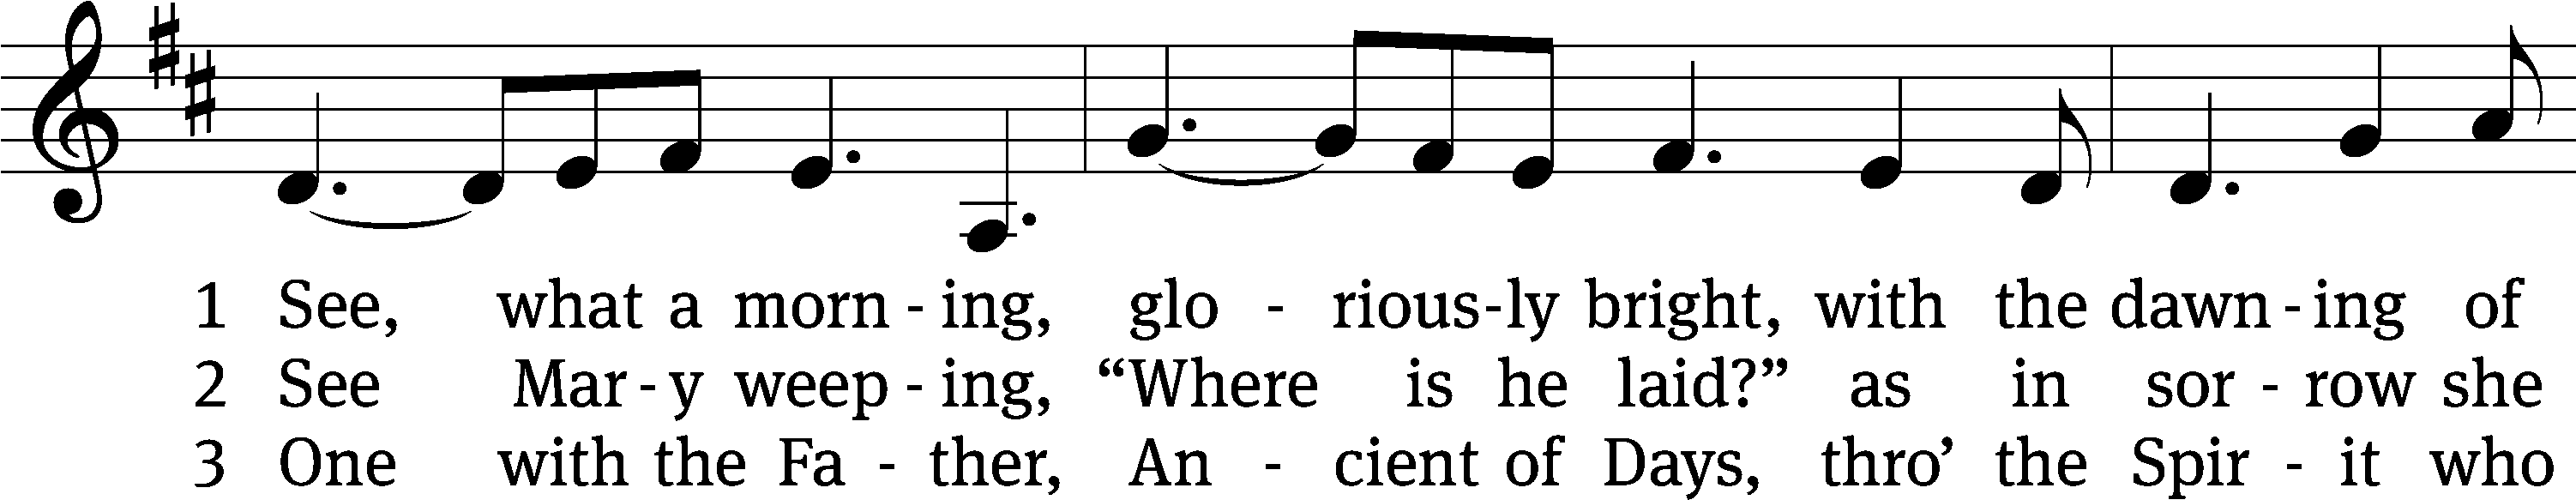 1 See, what a morn - ing, glo - rious-ly bright, with the dawn - ing of
2 See Mar - y weep - ing, “Where is he laid?” as in sor - row she
3 One with the Fa - ther, An - cient of Days, thro’ the Spir - it who